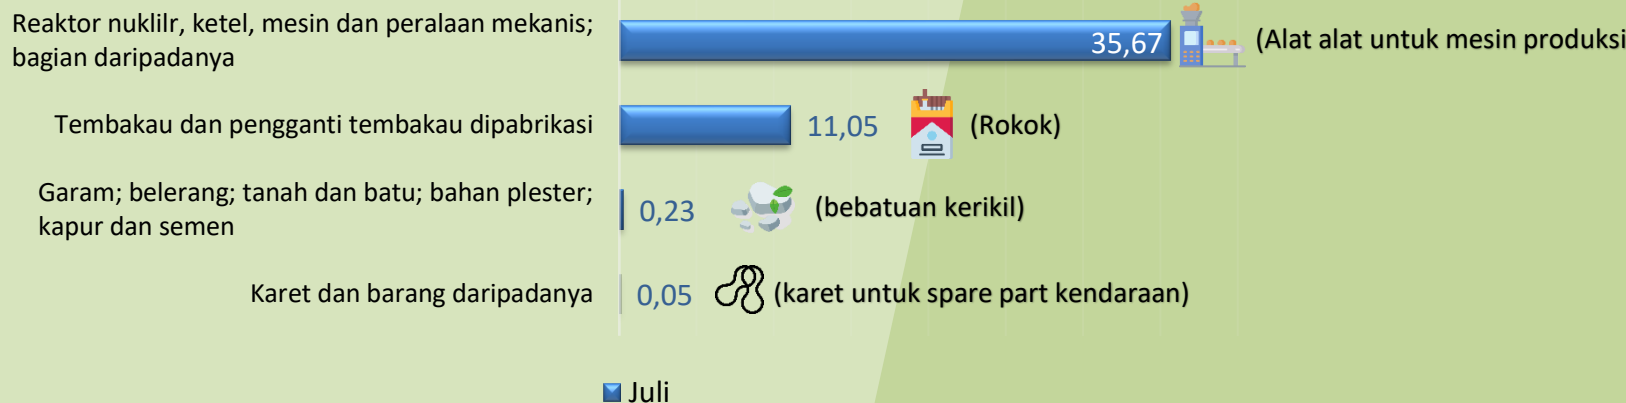 Reaktor nuklilr, ketel, mesin dan peralaan mekanis;
bagian daripadanya
35,67
(Alat alat untuk mesin produksi
Tembakau dan pengganti tembakau dipabrikasi
11,05
(Rokok)
Garam; belerang; tanah dan batu; bahan plester;
kapur dan semen
0,23
(bebatuan kerikil)
Karet dan barang daripadanya
0,05
(karet untuk spare part kendaraan)
Juli